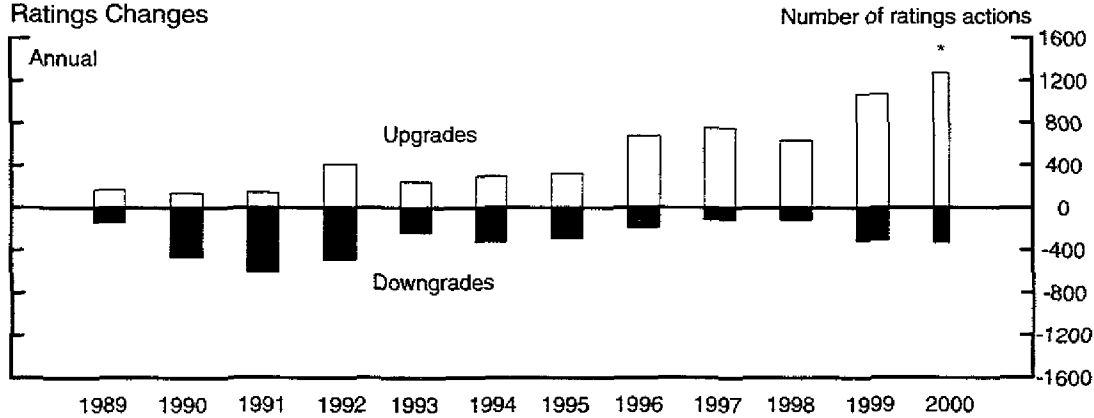 Ratings Changes
Number of ratings actions
Annual
*
1600
1200
800
400
0
-400
-800
-1200
-1600
Upgrades
Downgrades
1989 1990 1991 1992 1993 1994 1995 1996 1997 1998 1999 2000